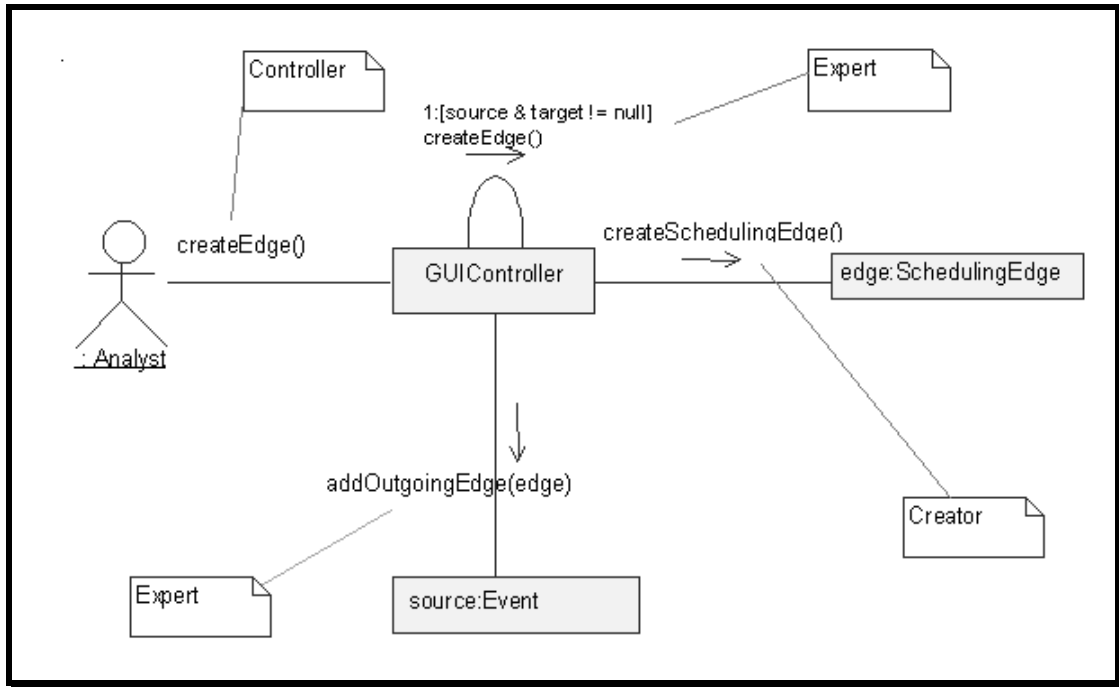 Controller
Expert
1:[source & target != null]
createEdge()
createEdge()
createSchedulingEdge()
GUIController
edge:SchedulingEdge
: Analyst
addOutgoingEdge(edge)
Creator
Expert
source:Event